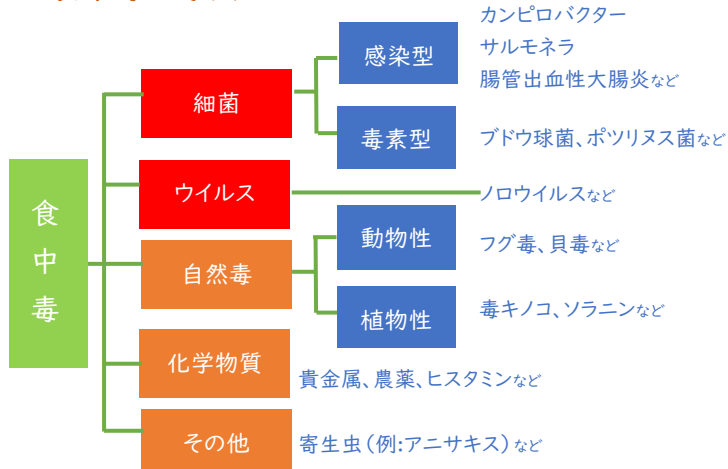 食中毒
細菌
感染型
カンピロバクター
サルモネラ
腸管出血性大腸炎など
毒素型
ブドウ球菌、ポツリヌス菌など
ウイルス
ノロウイルスなど
自然毒
動物性
フグ毒、貝毒など
植物性
毒キノコ、ソラニンなど
化学物質
貴金属、農薬、ヒスタミンなど
その他
寄生虫(例:アニサキス)など